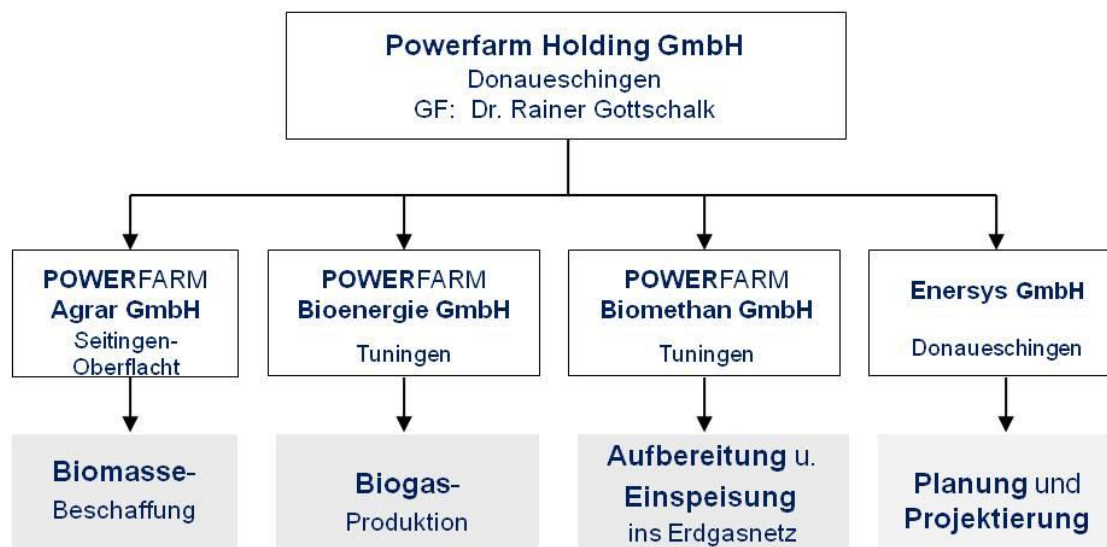 Powerfarm Holding GmbH
Donaueschingen
GF: Dr. Rainer Gottschalk
POWERFARM
Agrar GmbH
Seitingen-
Oberflacht
POWERFARM
Bioenergie GmbH
Tuningen
POWERFARM
Biomethan GmbH
Tuningen
Enersys GmbH
Donaueschingen
Biomasse-
Beschaffung
Biogas-
Produktion
Aufbereitung u.
Einspeisung
ins Erdgasnetz
Planung und
Projektierung